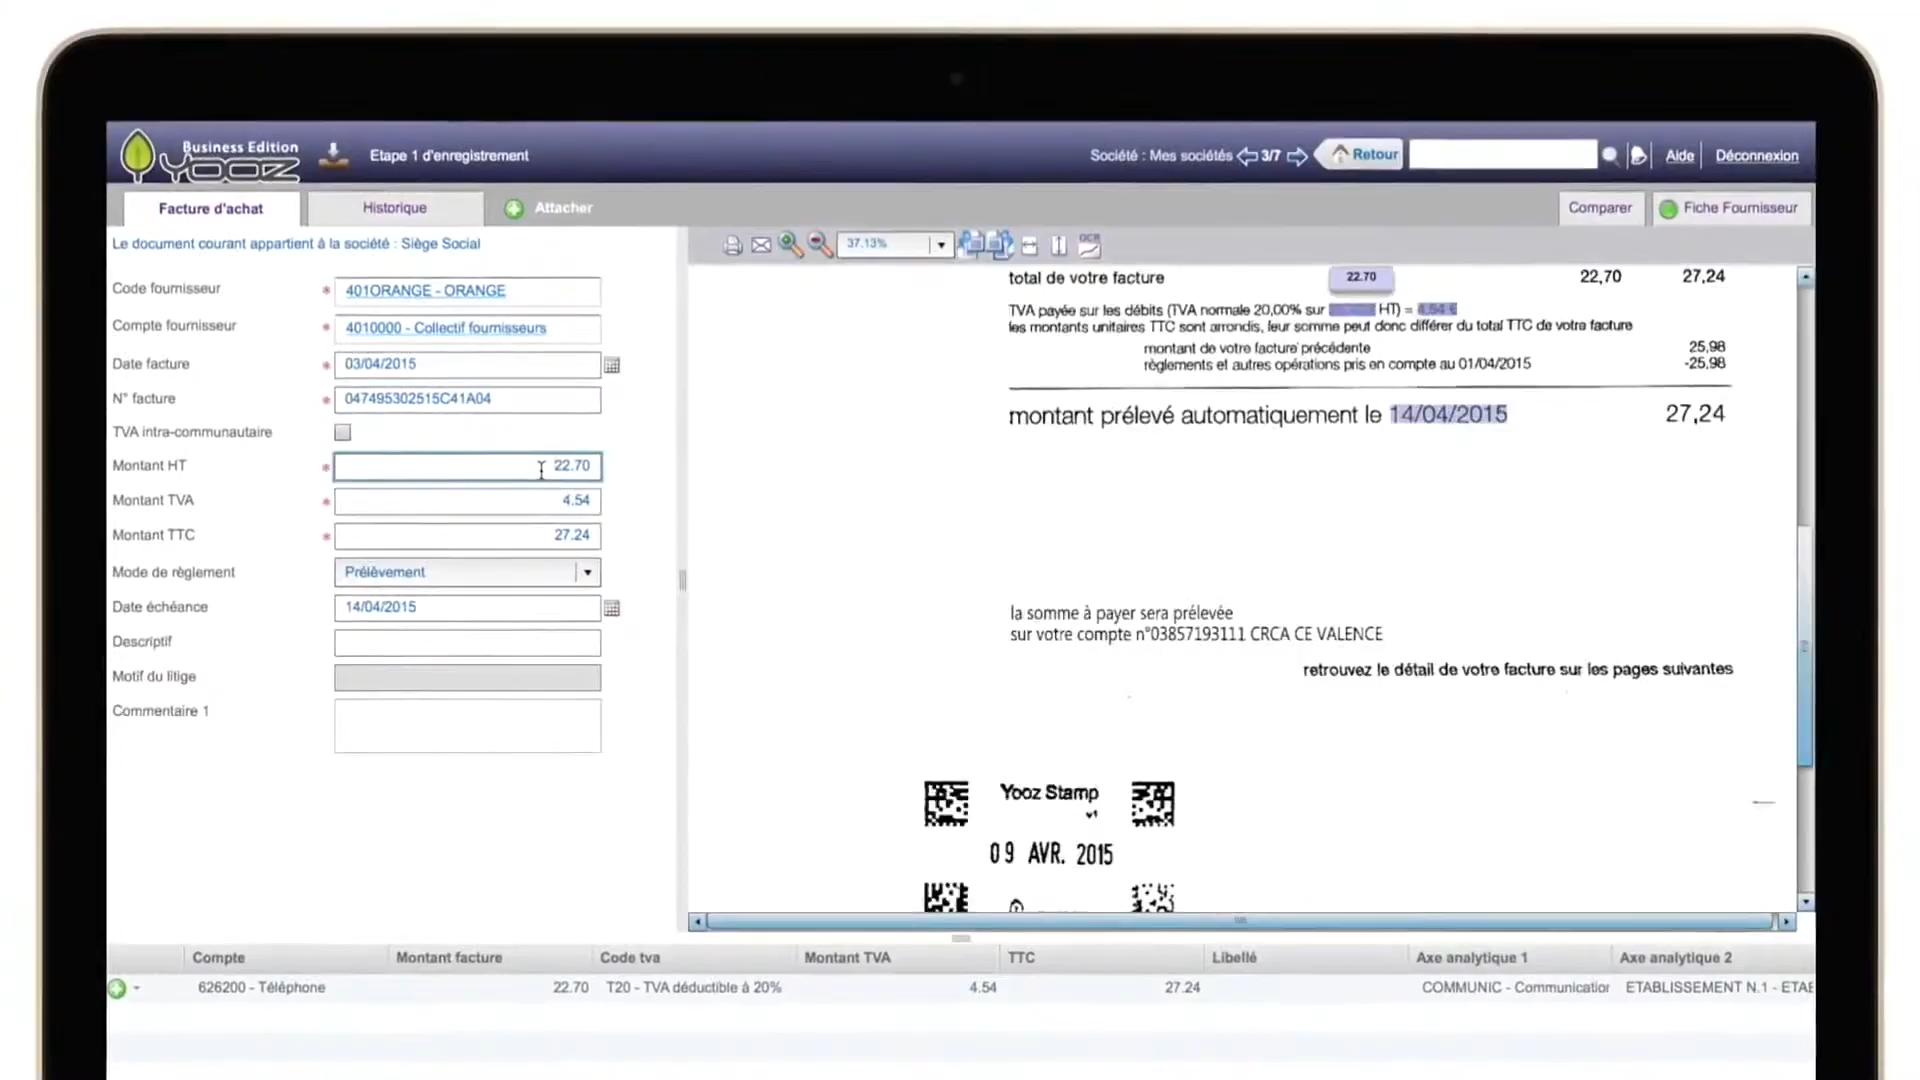 Business Edition
YOOZ
Etape 1 d'enregistrement
Société : Mes sociétés 3/7
Retour
Aide
Déconnexion
Facture d'achat
Historique
Attacher
Comparer
Fiche Fournisseur
Le document courant appartient à la société : Siège Social
37.13%
OCR
Code fournisseur * 401ORANGE - ORANGE
Compte fournisseur * 4010000 - Collectif fournisseurs
Date facture * 03/04/2015
N° facture * 047495302515C41A04
TVA intra-communautaire
Montant HT * 22.70
Montant TVA * 4.54
Montant TTC * 27.24
Mode de règlement Prélèvement
Date échéance 14/04/2015
Descriptif
Motif du litige
Commentaire 1
total de votre facture 22.70 22,70 27,24
TVA payée sur les débits (TVA normale 20,00% sur HT) = 4,54 €
les montants unitaires TTC sont arrondis, leur somme peut donc différer du total TTC de votre facture
montant de votre facture précédente 25,98
règlements et autres opérations pris en compte au 01/04/2015 -25,98
montant prélevé automatiquement le 14/04/2015 27,24
la somme à payer sera prélevée
sur votre compte n°03857193111 CRCA CE VALENCE
retrouvez le détail de votre facture sur les pages suivantes
Yooz Stamp
v1
09 AVR. 2015
Compte Montant facture Code tva Montant TVA TTC Libellé Axe analytique 1 Axe analytique 2
626200 - Téléphone 22.70 T20 - TVA déductible à 20% 4.54 27.24 COMMUNIC - Communication ETABLISSEMENT N.1 - ETAB